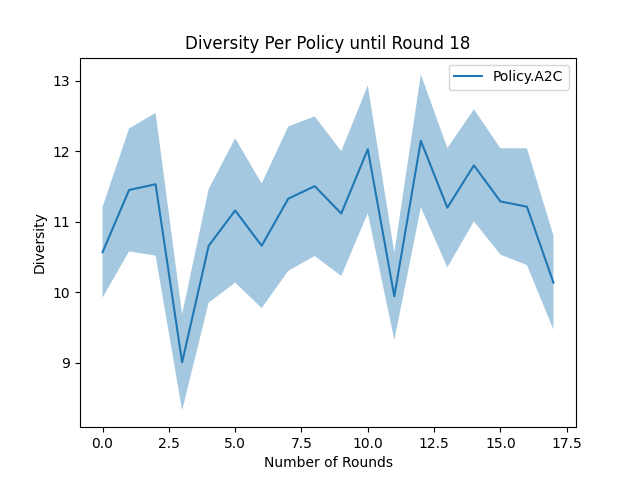 Diversity Per Policy until Round 18
Policy.A2C
13
12
11
10
9
Diversity
0.0 2.5 5.0 7.5 10.0 12.5 15.0 17.5
Number of Rounds